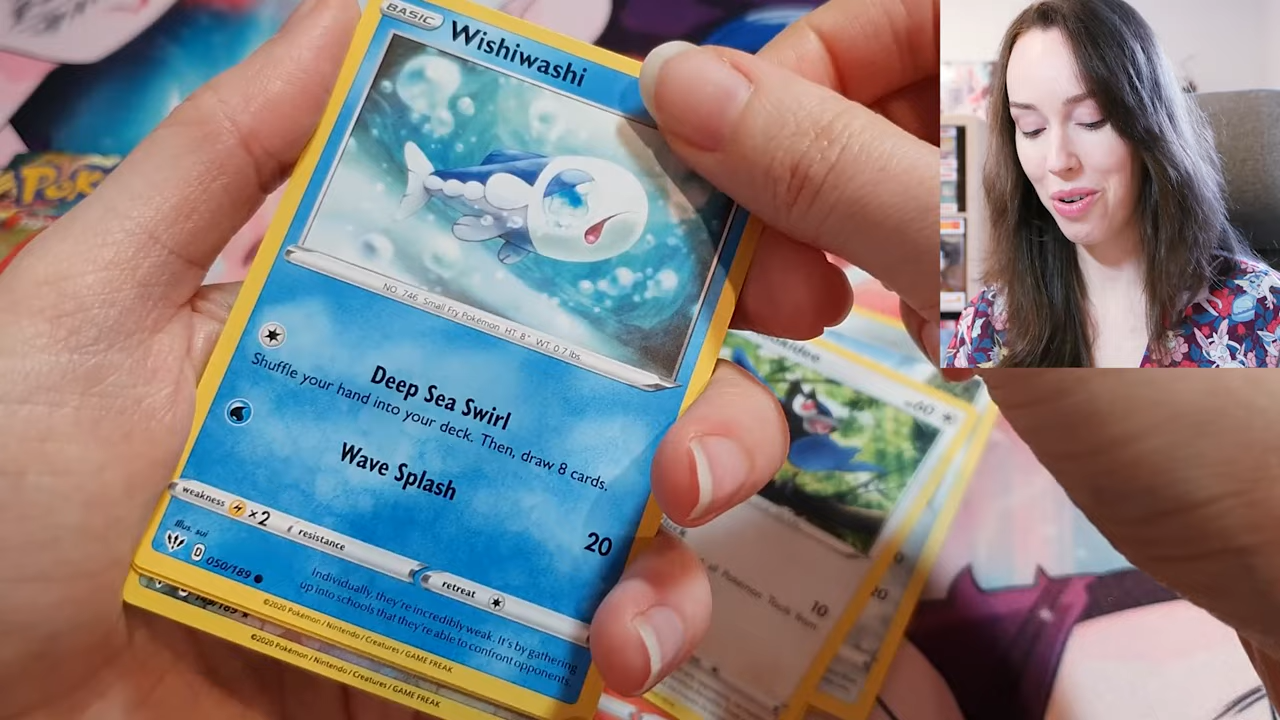 BASIC
Wishiwashi
NO. 746 Small Fry Pokémon HT: 8" WT: 0.7 lbs.
Deep Sea Swirl
Shuffle your hand into your deck. Then, draw 8 cards.
Wave Splash
20
weakness ×2 resistance
retreat
Illus. sui
D 050/189
Individually, they're incredibly weak. It's by gathering
up into schools that they're able to confront opponents.
©2020 Pokémon / Nintendo / Creatures / GAME FREAK
©2020 Pokémon / Nintendo / Creatures / GAME FREAK
60
10
20